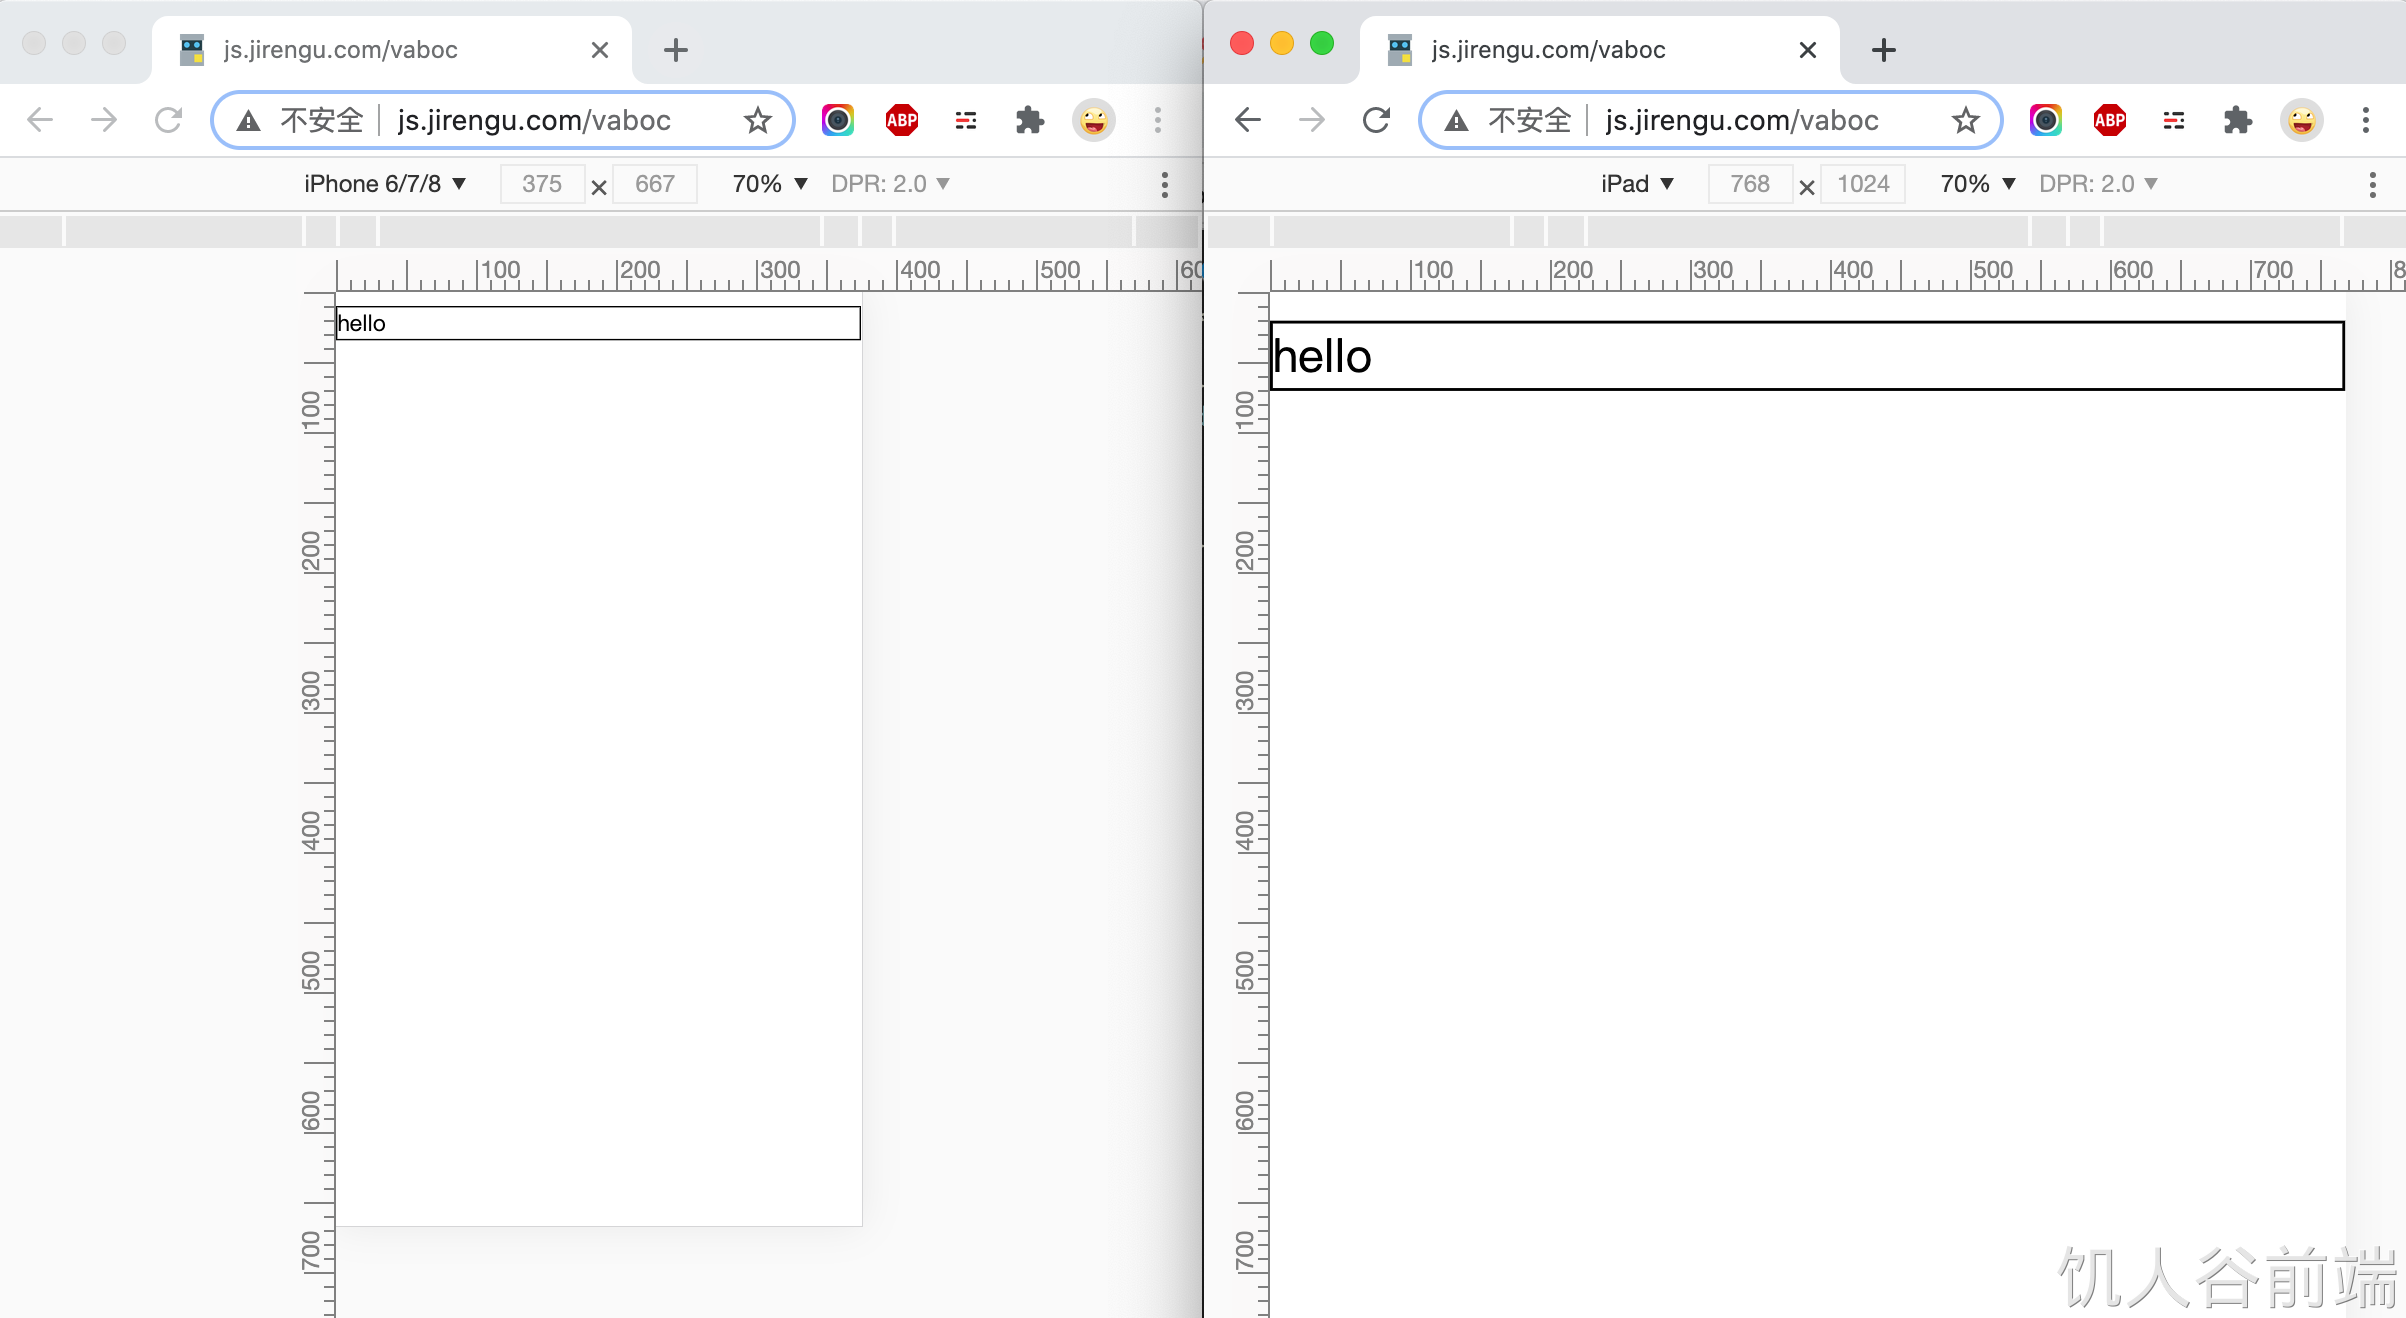 js.jirengu.com/vaboc
不安全 js.jirengu.com/vaboc
ABP
iPhone 6/7/8 ▼ 375 × 667 70% ▼ DPR: 2.0 ▼
100 200 300 400 500 60
hello
100
200
300
400
500
600
700
js.jirengu.com/vaboc
不安全 js.jirengu.com/vaboc
ABP
iPad ▼ 768 × 1024 70% ▼ DPR: 2.0 ▼
100 200 300 400 500 600 700 8
hello
100
200
300
400
500
600
700
饥人谷前端